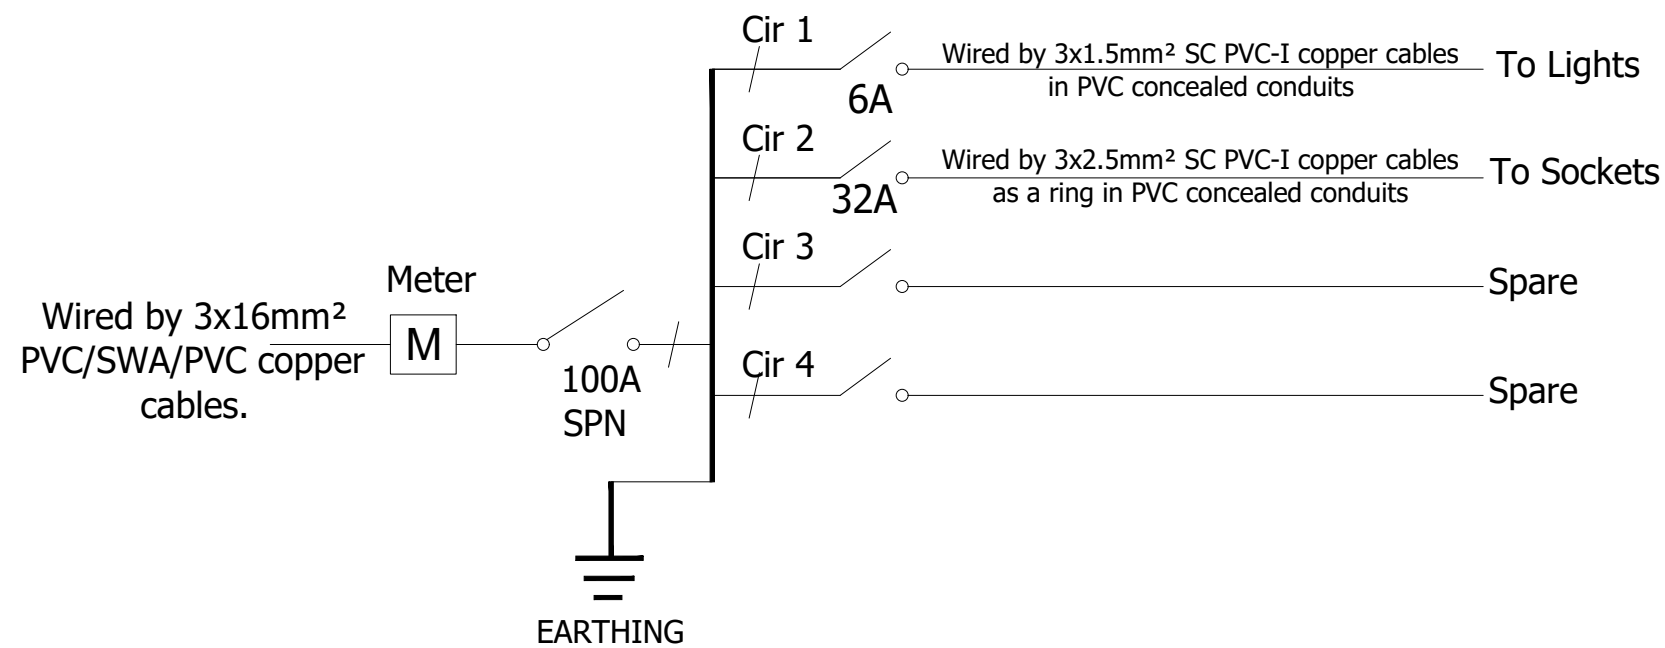 Cir 1
Wired by 3x1.5mm² SC PVC-I copper cables
in PVC concealed conduits
To Lights
6A
Cir 2
Wired by 3x2.5mm² SC PVC-I copper cables
as a ring in PVC concealed conduits
To Sockets
32A
Cir 3
Spare
Meter
Wired by 3x16mm²
PVC/SWA/PVC copper
cables.
M
100A
SPN
Cir 4
Spare
EARTHING